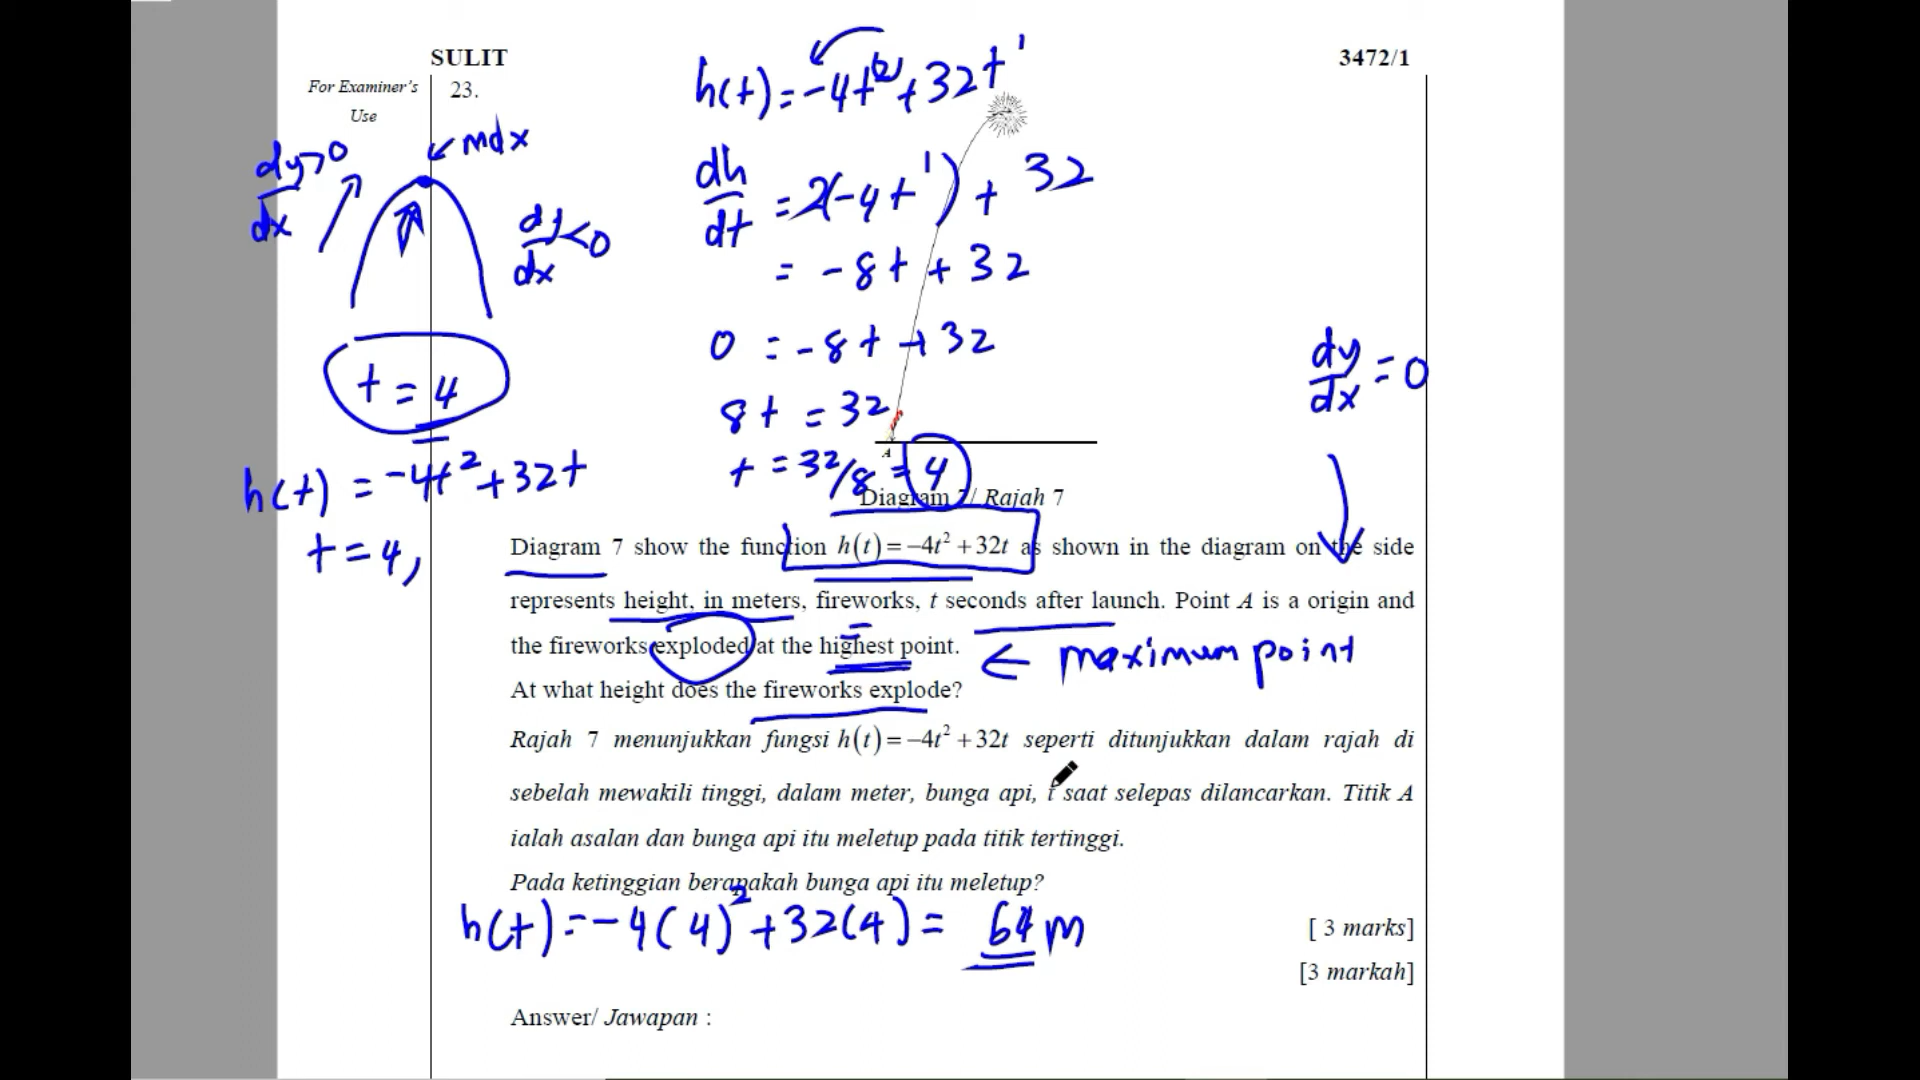 SULIT
3472/1
For Examiner's
Use
23.
h(t) = -4t⁽²⁾ + 32t¹
dy/dx > 0
max
dy/dx < 0
dh/dt = 2(-4t¹) + 32
= -8t + 32
0 = -8t + 32
8t = 32
t = 32/8 = 4
dy/dx = 0
t = 4
h(t) = -4t² + 32t
t = 4,
A
Diagram 7/ Rajah 7
Diagram 7 show the function h(t) = −4t² + 32t as shown in the diagram on the side
represents height, in meters, fireworks, t seconds after launch. Point A is a origin and
the fireworks exploded at the highest point.
← maximum point
At what height does the fireworks explode?
Rajah 7 menunjukkan fungsi h(t) = −4t² + 32t seperti ditunjukkan dalam rajah di
sebelah mewakili tinggi, dalam meter, bunga api, t saat selepas dilancarkan. Titik A
ialah asalan dan bunga api itu meletup pada titik tertinggi.
Pada ketinggian berapakah bunga api itu meletup?
h(t) = -4(4)² + 32(4) = 64 m
[ 3 marks]
[3 markah]
Answer/ Jawapan :